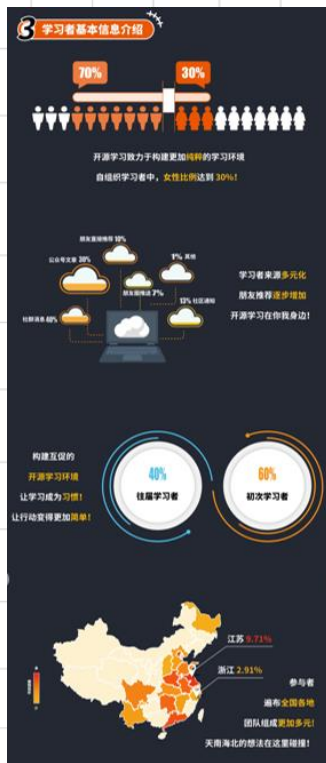 3 学习者基本信息介绍
70%
30%
开源学习致力于构建更加纯粹的学习环境
自组织学习者中，女性比例达到 30%！
朋友直接推荐 10%
公众号文章 30%
1% 其他
朋友圈推送 7%
13% 社区通知
社群消息 40%
学习者来源多元化
朋友推荐逐步增加
开源学习在你我身边！
构建互促的
开源学习环境
让学习成为习惯！
让行动变得更加简单！
40%
往届学习者
60%
初次学习者
江苏 9.71%
浙江 2.91%
参与者
遍布全国各地
团队组成更加多元！
天南海北的想法在这里碰撞！